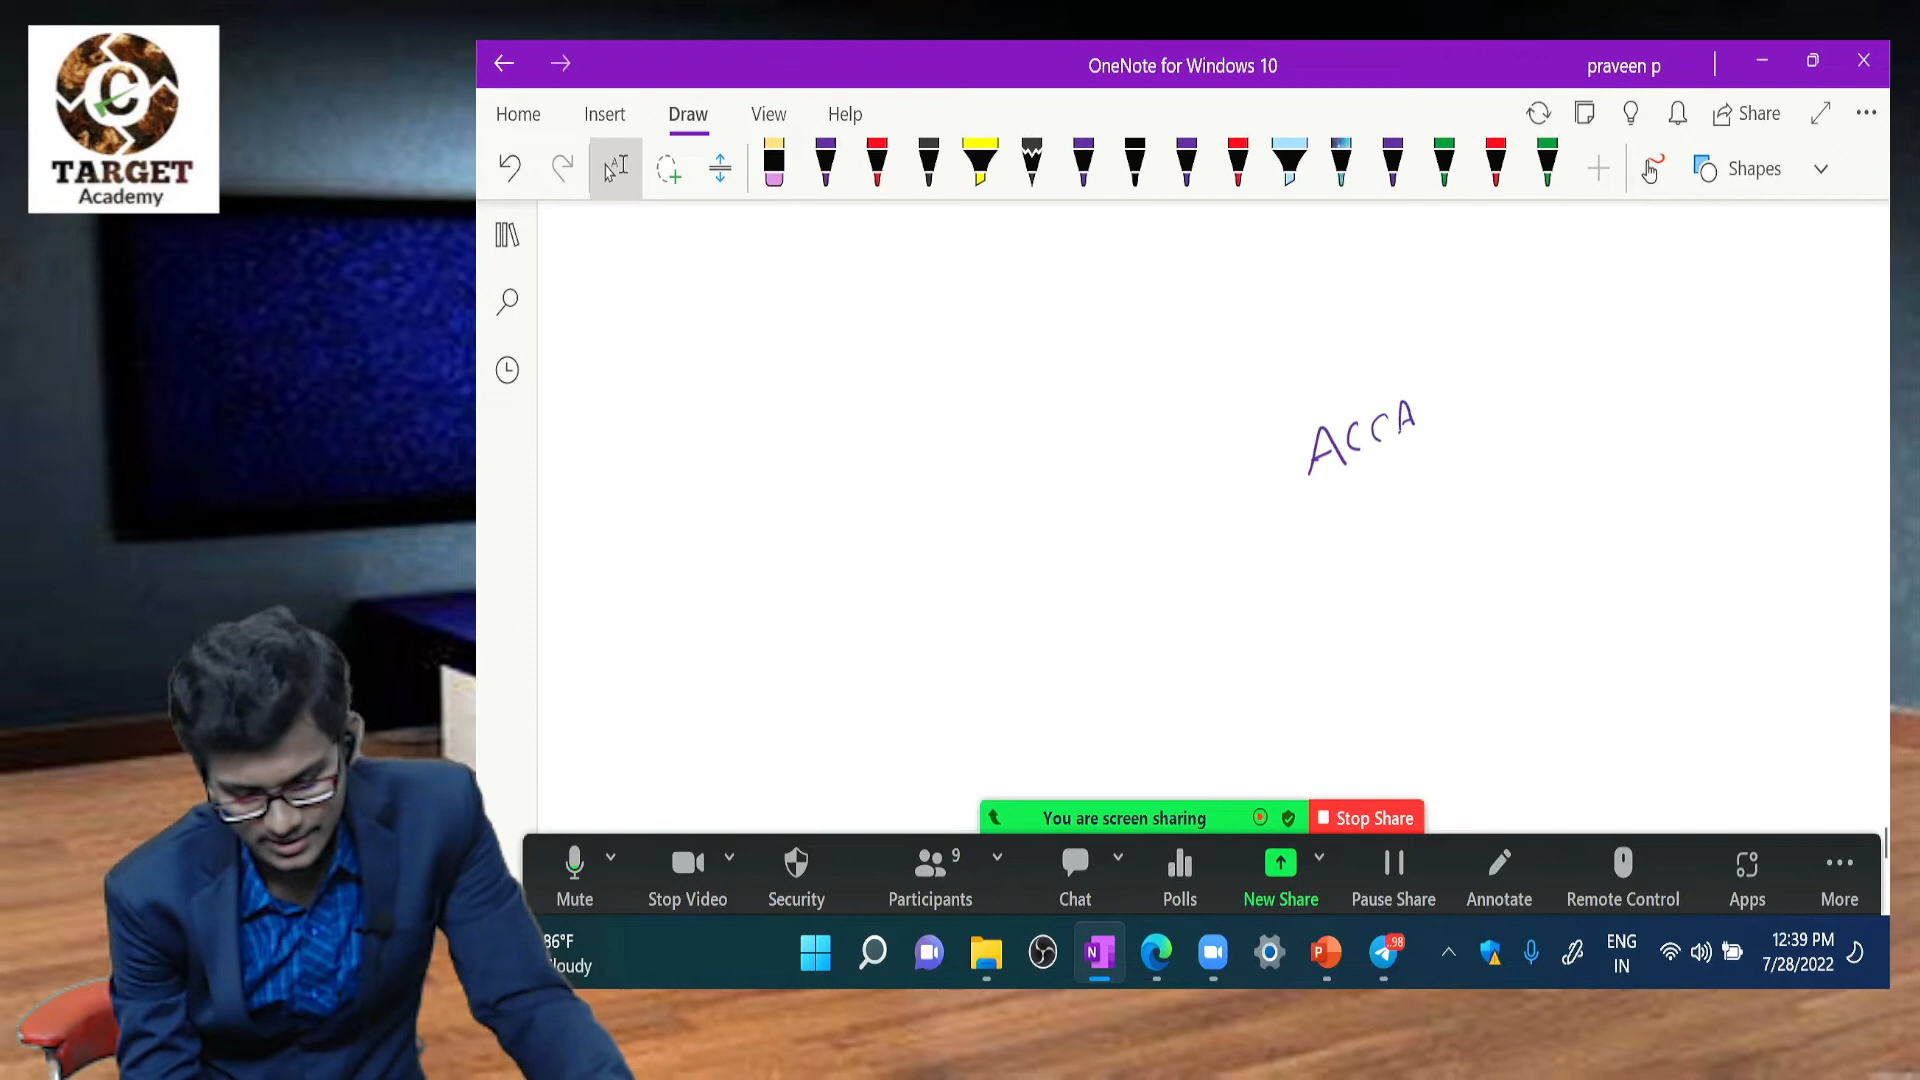 TARGET
Academy
OneNote for Windows 10
praveen p
Home
Insert
Draw
View
Help
Share
Shapes
ACCA
You are screen sharing
Stop Share
Mute
Stop Video
Security
9
Participants
Chat
Polls
New Share
Pause Share
Annotate
Remote Control
Apps
More
86°F
loudy
98
ENG
IN
12:39 PM
7/28/2022